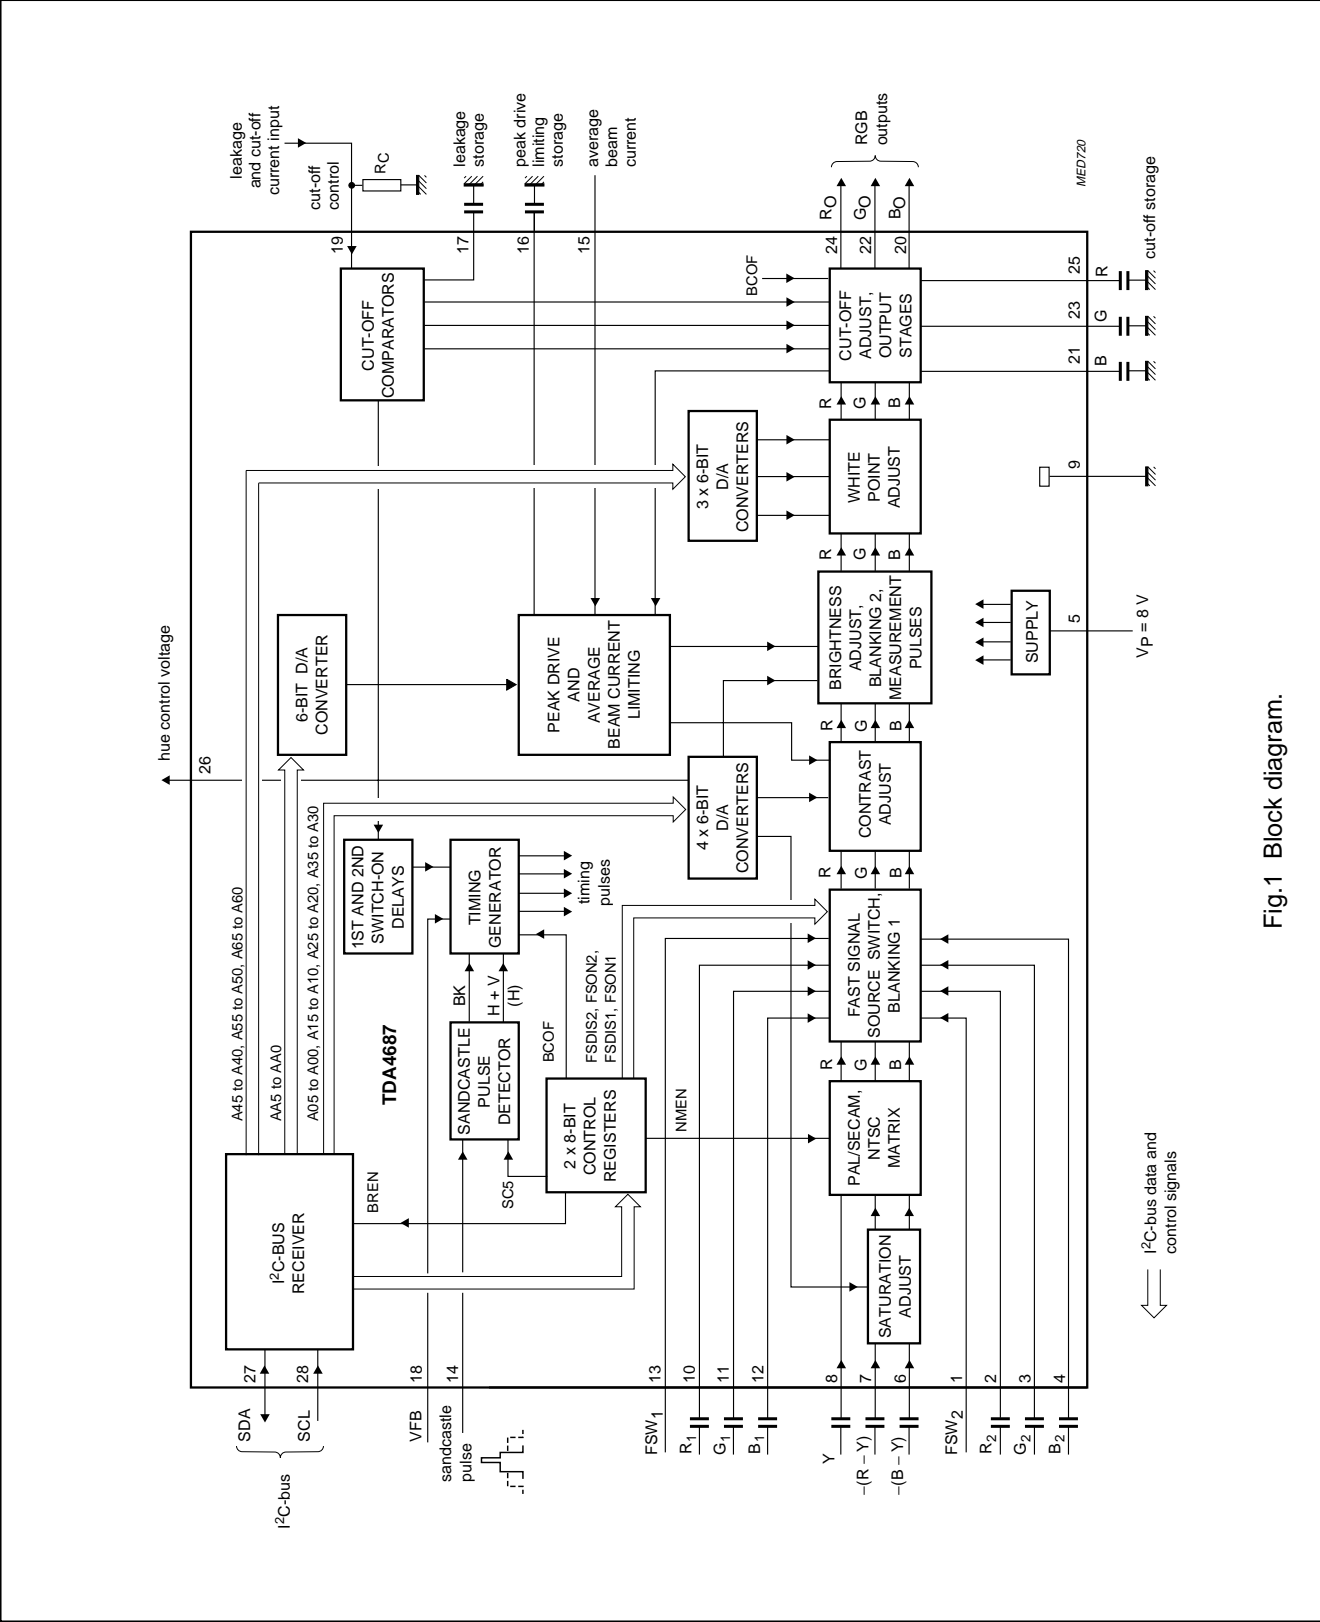 hue control voltage
26
leakage
and cut-off
current input
cut-off
control
RC
19
leakage
storage
17
peak drive
limiting
storage
16
average
beam
current
15
I²C-bus
SDA
27
SCL
28
I²C-BUS
RECEIVER
A45 to A40, A55 to A50, A65 to A60
AA5 to AA0
A05 to A00, A15 to A10, A25 to A20, A35 to A30
TDA4687
6-BIT D/A
CONVERTER
CUT-OFF
COMPARATORS
1ST AND 2ND
SWITCH-ON
DELAYS
BREN
VFB
18
sandcastle
pulse
14
SANDCASTLE
PULSE
DETECTOR
BK
H + V
(H)
TIMING
GENERATOR
timing
pulses
PEAK DRIVE
AND
AVERAGE
BEAM CURRENT
LIMITING
SC5
2 x 8-BIT
CONTROL
REGISTERS
BCOF
FSDIS2, FSON2,
FSDIS1, FSON1
NMEN
4 x 6-BIT
D/A
CONVERTERS
3 x 6-BIT
D/A
CONVERTERS
BCOF
FSW1
13
R1
10
G1
11
B1
12
Y
8
–(R – Y)
7
–(B – Y)
6
SATURATION
ADJUST
PAL/SECAM,
NTSC
MATRIX
R
G
B
FAST SIGNAL
SOURCE SWITCH,
BLANKING 1
R
G
B
CONTRAST
ADJUST
R
G
B
BRIGHTNESS
ADJUST,
BLANKING 2,
MEASUREMENT
PULSES
R
G
B
WHITE
POINT
ADJUST
R
G
B
CUT-OFF
ADJUST,
OUTPUT
STAGES
24
RO
22
GO
20
BO
RGB
outputs
FSW2
1
R2
2
G2
3
B2
4
SUPPLY
5
VP = 8 V
9
21
B
23
G
25
R
cut-off storage
MED720
I²C-bus data and
control signals
Fig.1 Block diagram.